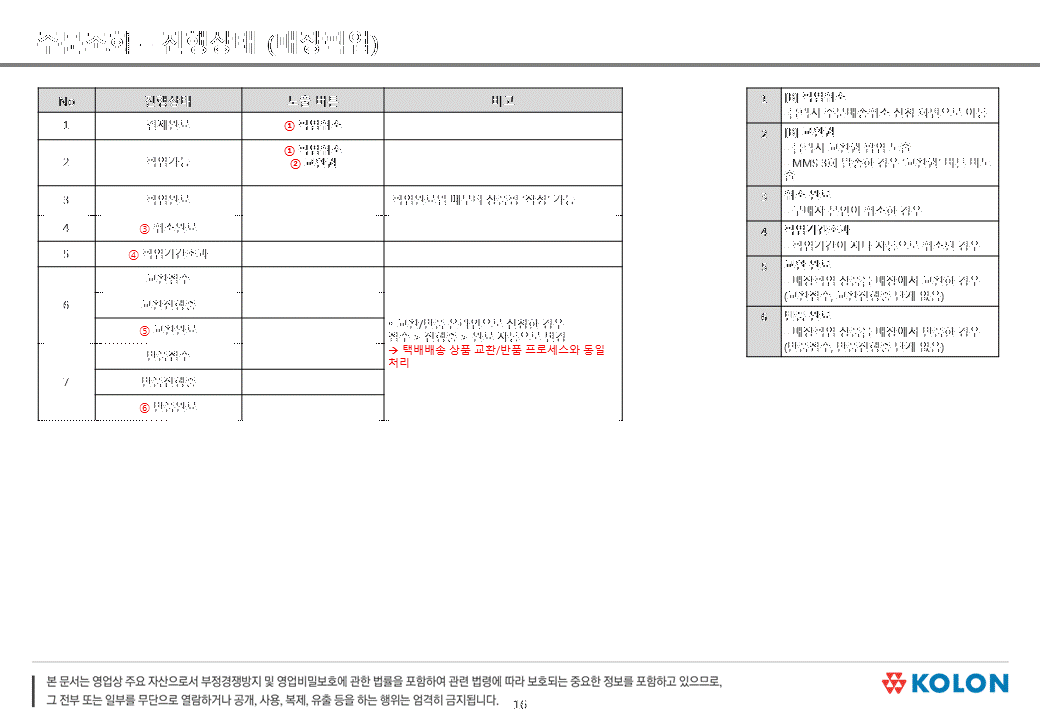 주문조회 – 진행상태 (매장픽업)
No 진행상태 노출 버튼 비고
1 결제완료 ① 픽업취소
2 픽업가능 ① 픽업취소
② 교환권
3 픽업완료 픽업완료일 때부터 상품평 '작성' 가능
4 ③ 취소완료
5 ④ 픽업기간초과
6 교환접수
교환진행중
⑤ 교환완료
7 반품접수
반품진행중
⑥ 반품완료
* 교환/반품 온라인으로 신청한 경우
접수 > 진행중 > 완료 자동으로 변경
→ 택배배송 상품 교환/반품 프로세스와 동일
처리
1 [B] 픽업취소
- 클릭시 주문배송취소 신청 화면으로 이동
2 [B] 교환권
- 클릭시 교환권 팝업 노출
- MMS 3회 발송한 경우 '교환권' 버튼 비노
출
3 취소 완료
- 구매자 본인이 취소한 경우
4 픽업기간초과
- 픽업기간이 지나 자동으로 취소된 경우
5 교환 완료
- 매장픽업 상품을 매장에서 교환한 경우
(교환접수, 교환진행중 단계 없음)
6 반품 완료
- 매장픽업 상품을 매장에서 반품한 경우
(반품접수, 반품진행중 단계 없음)
본 문서는 영업상 주요 자산으로서 부정경쟁방지 및 영업비밀보호에 관한 법률을 포함하여 관련 법령에 따라 보호되는 중요한 정보를 포함하고 있으므로,
그 전부 또는 일부를 무단으로 열람하거나 공개, 사용, 복제, 유출 등을 하는 행위는 엄격히 금지됩니다.
16
KOLON